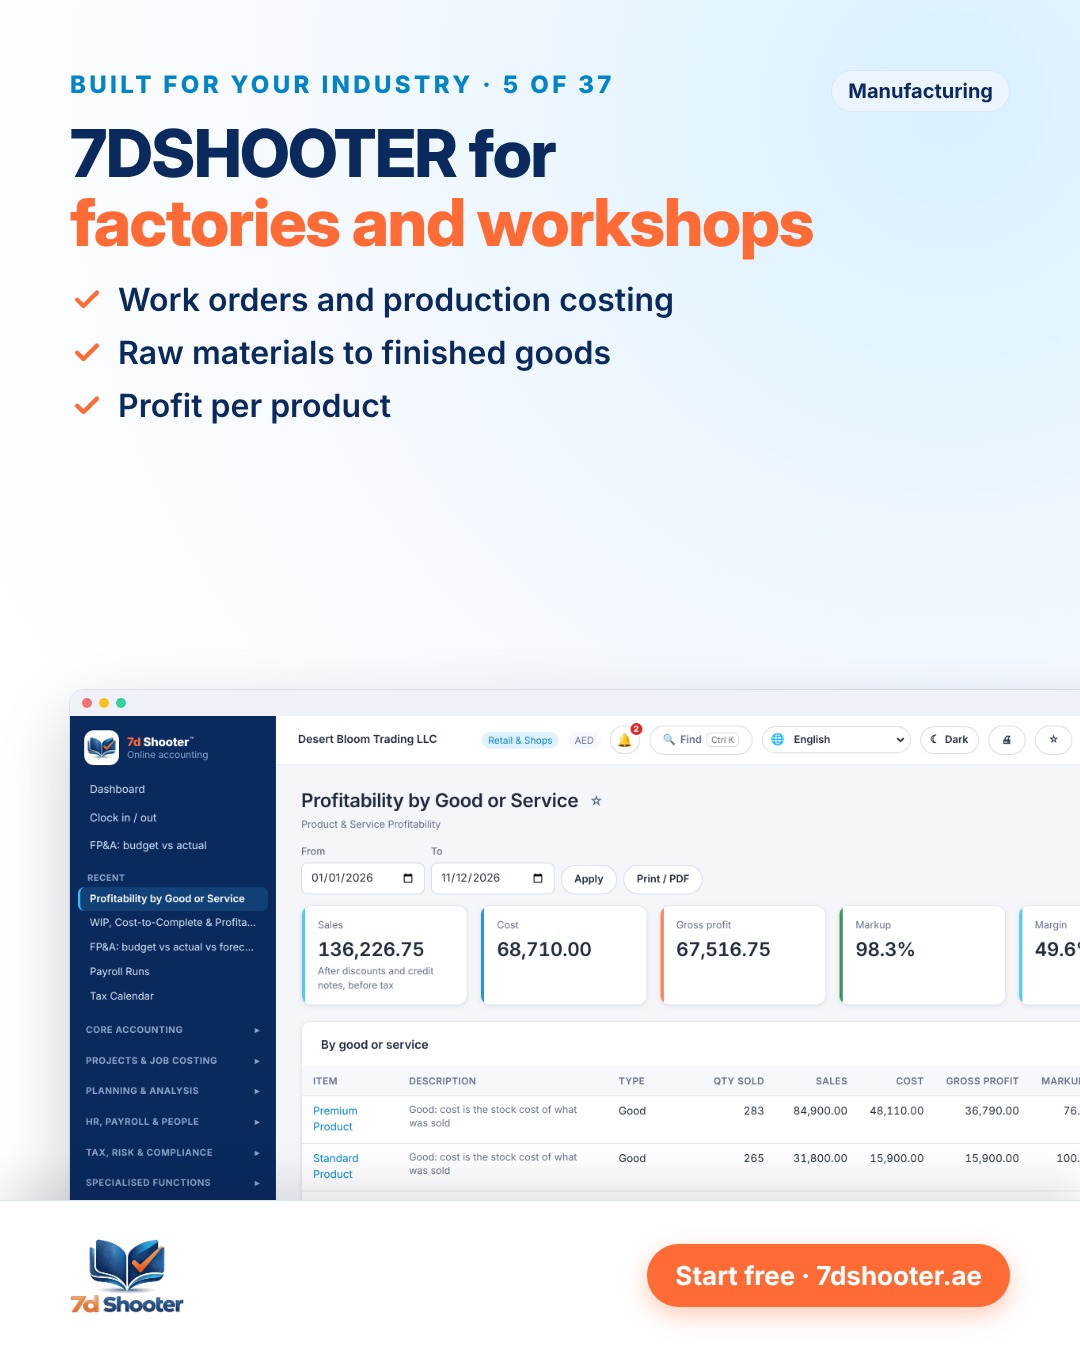 BUILT FOR YOUR INDUSTRY · 5 OF 37
Manufacturing
7DSHOOTER for
factories and workshops
Work orders and production costing
Raw materials to finished goods
Profit per product
7d Shooter™
Online accounting
Dashboard
Clock in / out
FP&A: budget vs actual
RECENT
Profitability by Good or Service
WIP, Cost-to-Complete & Profita...
FP&A: budget vs actual vs forec...
Payroll Runs
Tax Calendar
CORE ACCOUNTING
PROJECTS & JOB COSTING
PLANNING & ANALYSIS
HR, PAYROLL & PEOPLE
TAX, RISK & COMPLIANCE
SPECIALISED FUNCTIONS
Desert Bloom Trading LLC
Retail & Shops
AED
2
Find Ctrl K
English
Dark
Profitability by Good or Service
Product & Service Profitability
From To
01/01/2026 11/12/2026 Apply Print / PDF
Sales
136,226.75
After discounts and credit
notes, before tax
Cost
68,710.00
Gross profit
67,516.75
Markup
98.3%
Margin
49.6%
By good or service
ITEM DESCRIPTION TYPE QTY SOLD SALES COST GROSS PROFIT MARKU
Premium Good: cost is the stock cost of what Good 283 84,900.00 48,110.00 36,790.00 76.
Product was sold
Standard Good: cost is the stock cost of what Good 265 31,800.00 15,900.00 15,900.00 100.
Product was sold
7d Shooter
Start free · 7dshooter.ae